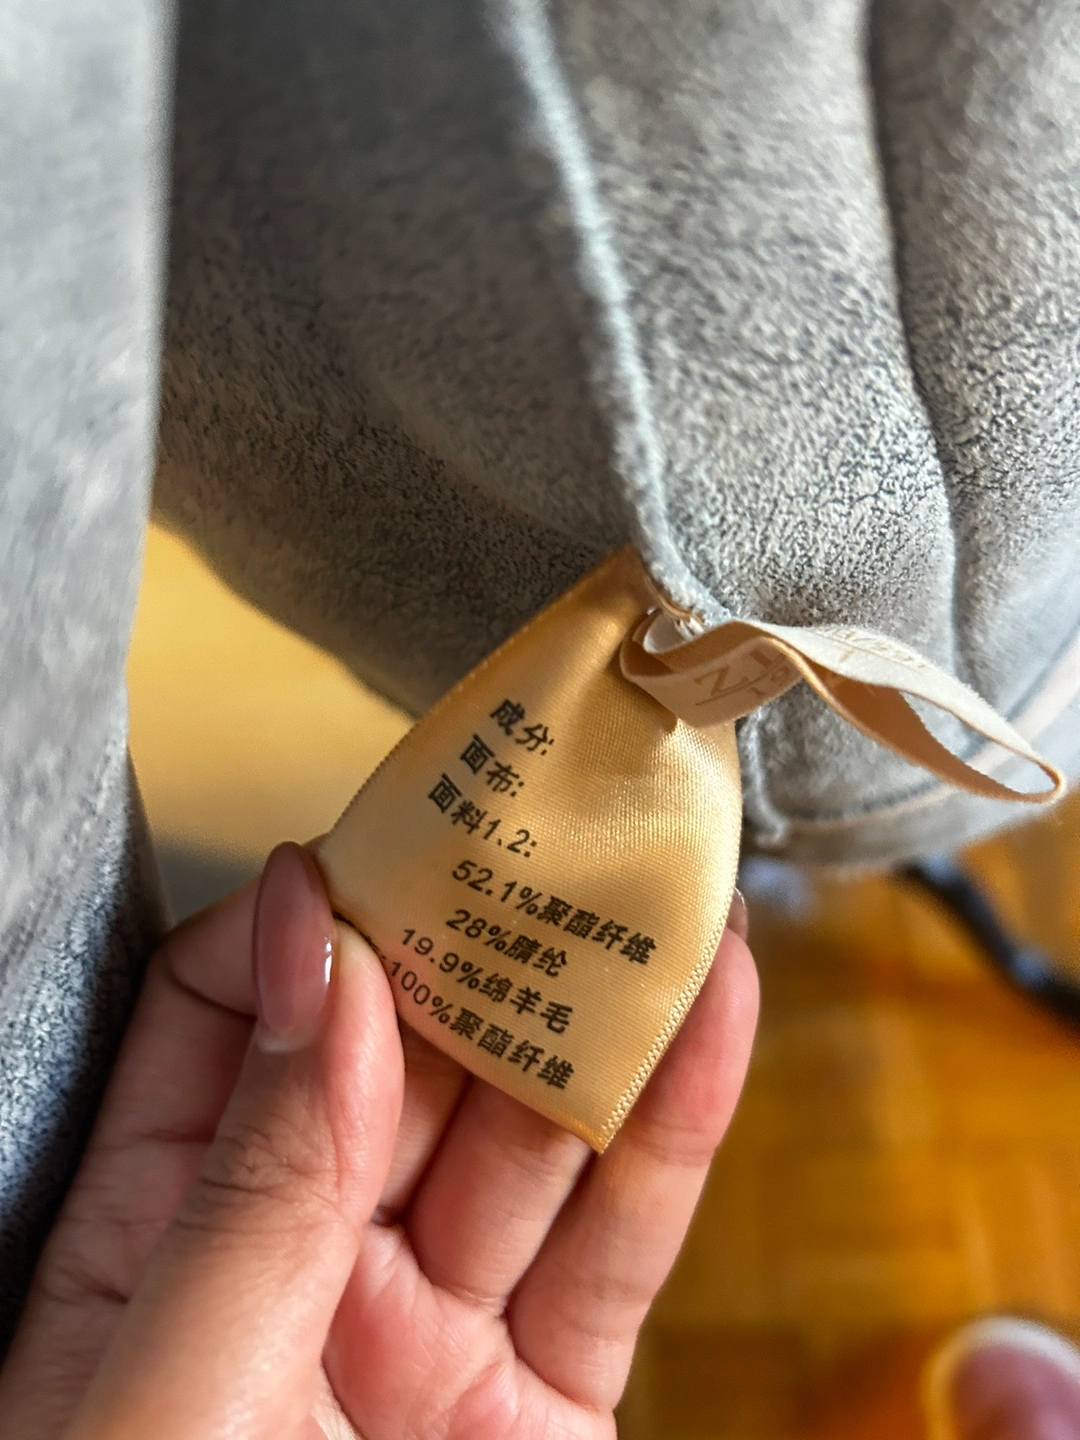 成分:
面布:
面料1、2:
52.1%聚酯纤维
28%腈纶
19.9%绵羊毛
100%聚酯纤维